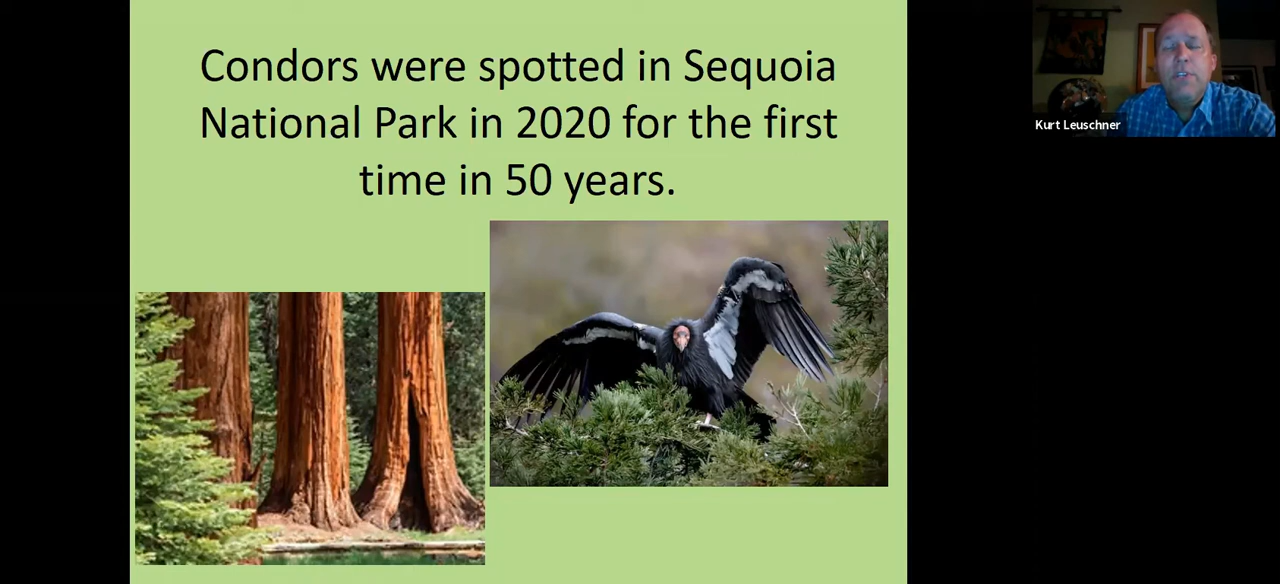 Condors were spotted in Sequoia
National Park in 2020 for the first
time in 50 years.
Kurt Leuschner